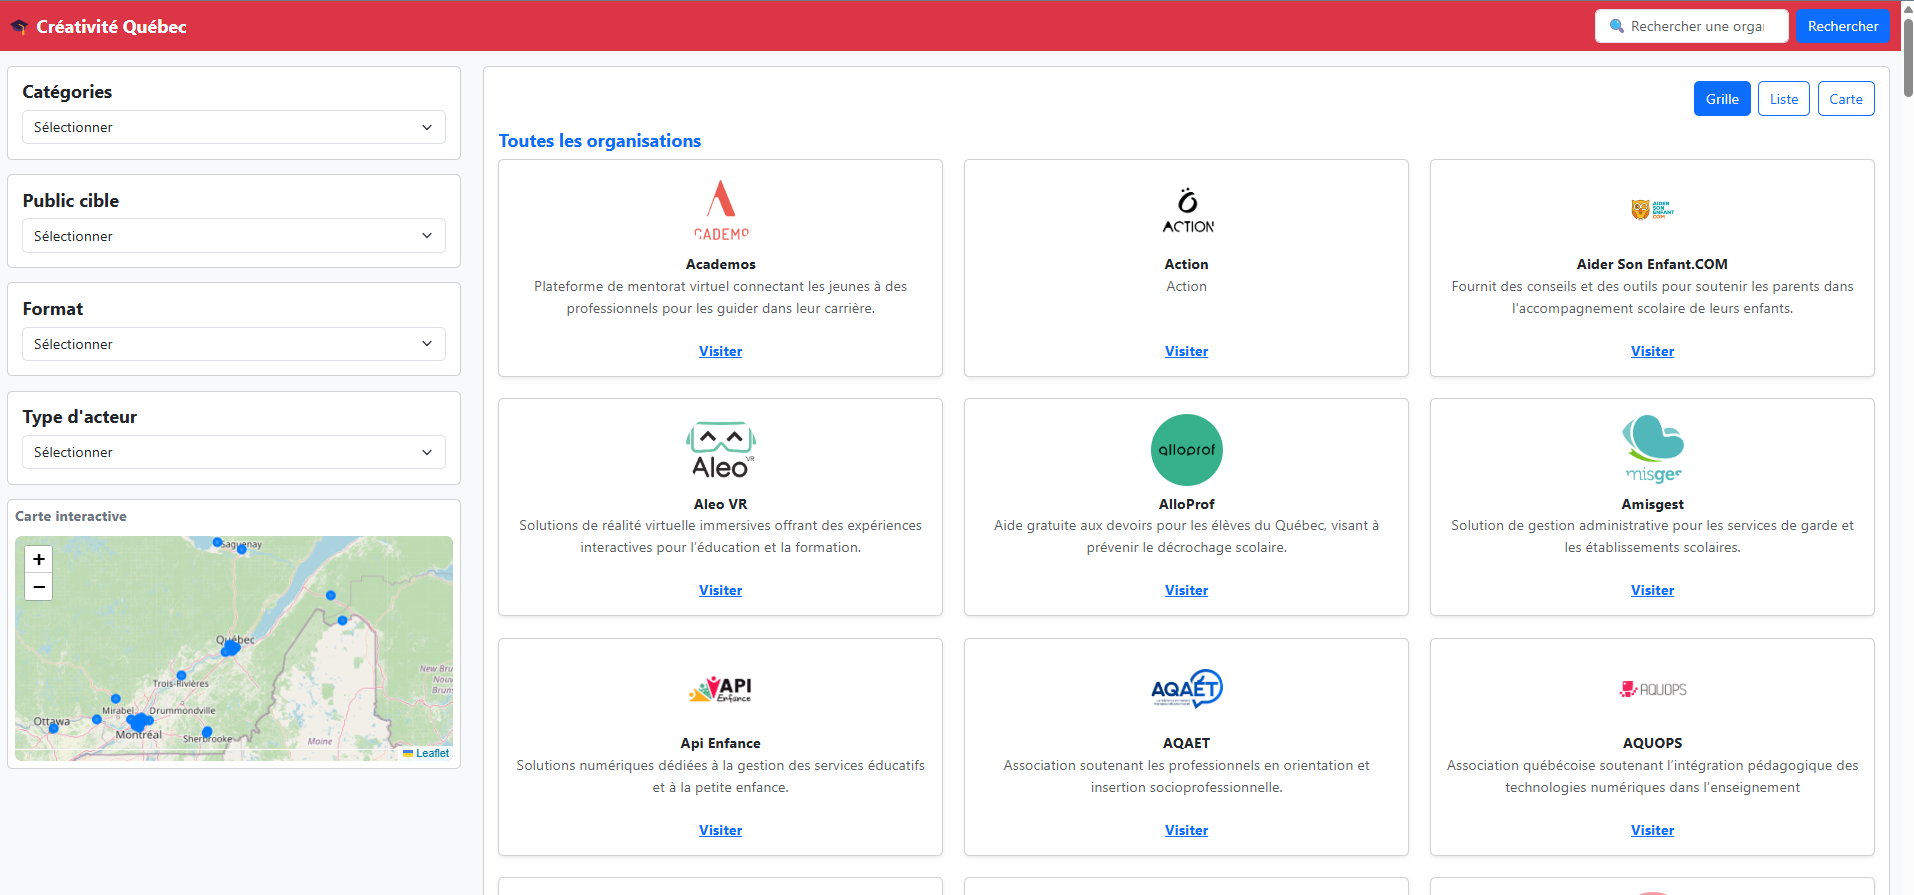 Créativité Québec
Rechercher une orga
Rechercher
Catégories
Sélectionner
Public cible
Sélectionner
Format
Sélectionner
Type d'acteur
Sélectionner
Carte interactive
+
−
Saguenay
Québec
Trois-Rivières
Mirabel
Drummondville
Ottawa
Montréal
Sherbrooke
Maine
New Bru
Nouv
Bruns
Leaflet
Grille
Liste
Carte
Toutes les organisations
CADEMO
Academos
Plateforme de mentorat virtuel connectant les jeunes à des
professionnels pour les guider dans leur carrière.
Visiter
Ö
ACTION
Action
Action
Visiter
AIDER
SON
ENFANT
.COM
Aider Son Enfant.COM
Fournit des conseils et des outils pour soutenir les parents dans
l'accompagnement scolaire de leurs enfants.
Visiter
Aleo VR
Aleo VR
Solutions de réalité virtuelle immersives offrant des expériences
interactives pour l’éducation et la formation.
Visiter
alloprof
AlloProf
Aide gratuite aux devoirs pour les élèves du Québec, visant à
prévenir le décrochage scolaire.
Visiter
misges
Amisgest
Solution de gestion administrative pour les services de garde et
les établissements scolaires.
Visiter
API
Enfance
Api Enfance
Solutions numériques dédiées à la gestion des services éducatifs
et à la petite enfance.
Visiter
AQAET
AQAET
Association soutenant les professionnels en orientation et
insertion socioprofessionnelle.
Visiter
AQUOPS
AQUOPS
Association québécoise soutenant l’intégration pédagogique des
technologies numériques dans l’enseignement
Visiter